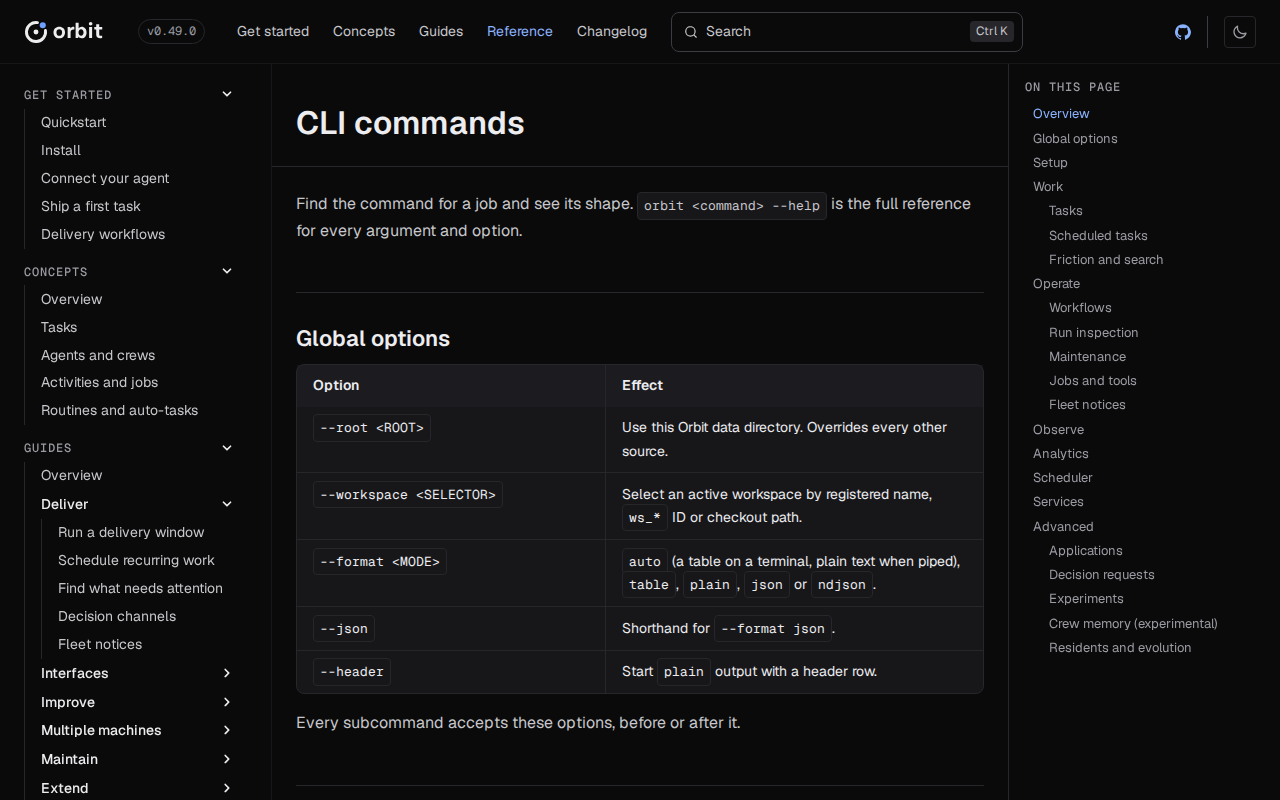 orbit
v0.49.0
Get started
Concepts
Guides
Reference
Changelog
Search
Ctrl K
GET STARTED
Quickstart
Install
Connect your agent
Ship a first task
Delivery workflows
CONCEPTS
Overview
Tasks
Agents and crews
Activities and jobs
Routines and auto-tasks
GUIDES
Overview
Deliver
Run a delivery window
Schedule recurring work
Find what needs attention
Decision channels
Fleet notices
Interfaces
Improve
Multiple machines
Maintain
Extend
CLI commands
Find the command for a job and see its shape. orbit <command> --help is the full reference
for every argument and option.
Global options
Option Effect
--root <ROOT> Use this Orbit data directory. Overrides every other
source.
--workspace <SELECTOR> Select an active workspace by registered name,
ws_* ID or checkout path.
--format <MODE> auto (a table on a terminal, plain text when piped),
table, plain, json or ndjson.
--json Shorthand for --format json.
--header Start plain output with a header row.
Every subcommand accepts these options, before or after it.
ON THIS PAGE
Overview
Global options
Setup
Work
Tasks
Scheduled tasks
Friction and search
Operate
Workflows
Run inspection
Maintenance
Jobs and tools
Fleet notices
Observe
Analytics
Scheduler
Services
Advanced
Applications
Decision requests
Experiments
Crew memory (experimental)
Residents and evolution